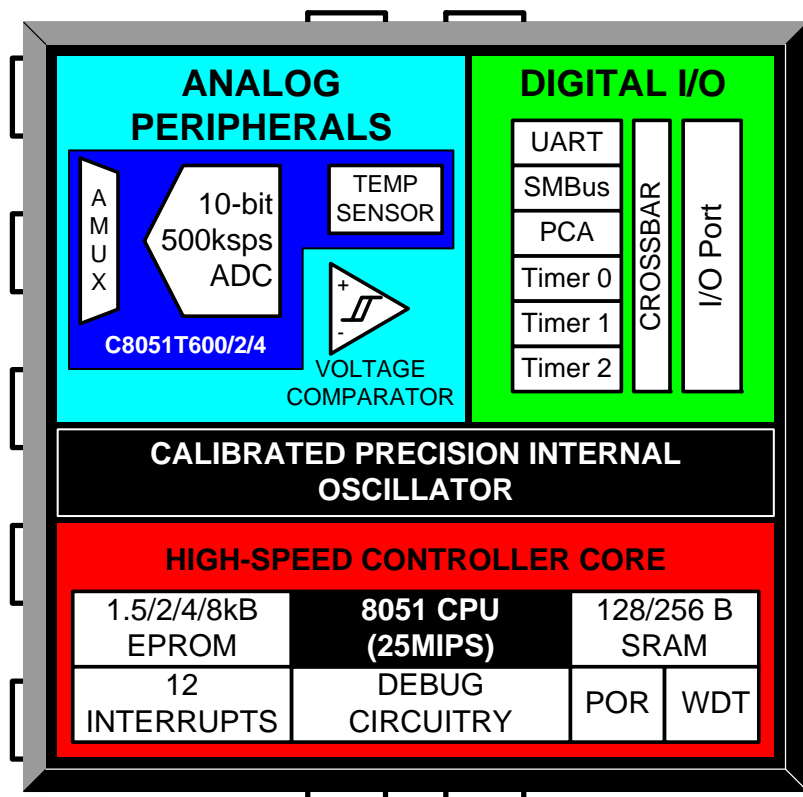 ANALOG
PERIPHERALS
A
M
U
X
10-bit
500ksps
ADC
TEMP
SENSOR
C8051T600/2/4
+
-
VOLTAGE
COMPARATOR
DIGITAL I/O
UART
SMBus
PCA
Timer 0
Timer 1
Timer 2
CROSSBAR
I/O Port
CALIBRATED PRECISION INTERNAL
OSCILLATOR
HIGH-SPEED CONTROLLER CORE
1.5/2/4/8kB
EPROM
8051 CPU
(25MIPS)
128/256 B
SRAM
12
INTERRUPTS
DEBUG
CIRCUITRY
POR
WDT